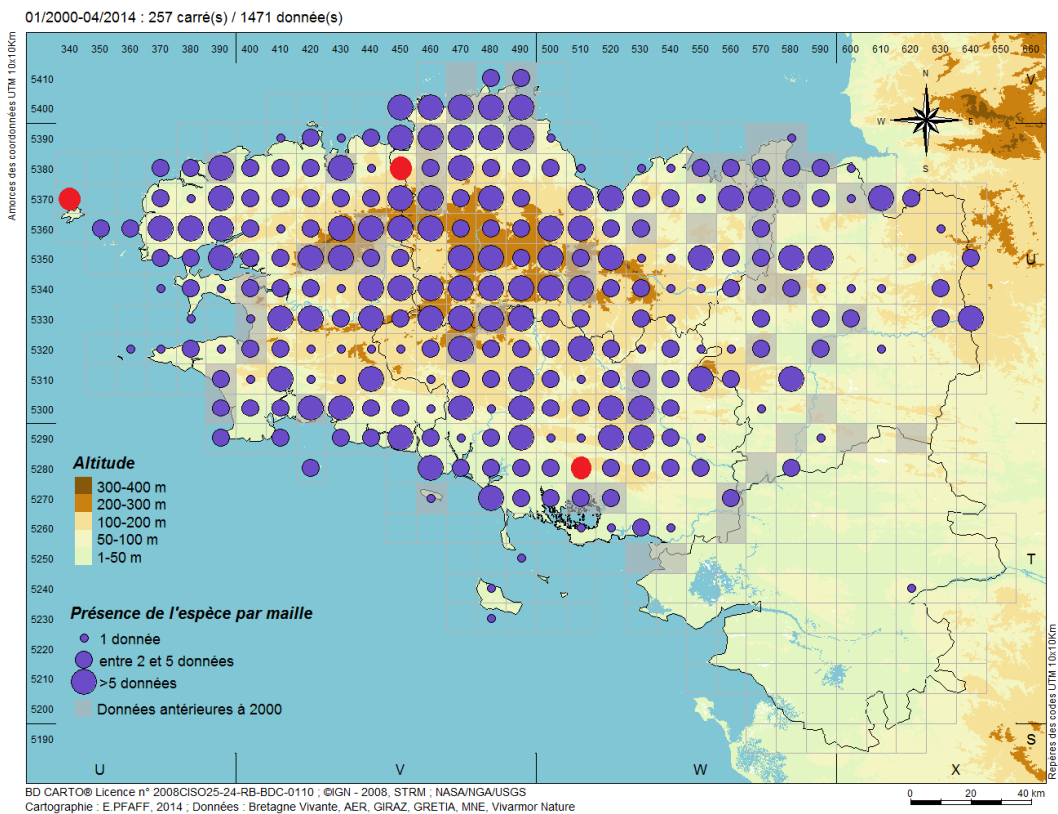 01/2000-04/2014 : 257 carré(s) / 1471 donnée(s)
Amorces des coordonnées UTM 10x10Km
340 350 360 370 380 390 400 410 420 430 440 450 460 470 480 490 500 510 520 530 540 550 560 570 580 590 600 610 620 630 640 650 660
5410
5400
5390
5380
5370
5360
5350
5340
5330
5320
5310
5300
5290
5280
5270
5260
5250
5240
5230
5220
5210
5200
5190
N
W E
S
V
U
T
S
Altitude
300-400 m
200-300 m
100-200 m
50-100 m
1-50 m
Présence de l'espèce par maille
1 donnée
entre 2 et 5 données
>5 données
Données antérieures à 2000
U V W X
Repères des codes UTM 10x10Km
BD CARTO® Licence n° 2008CISO25-24-RB-BDC-0110 ; ©IGN - 2008, STRM ; NASA/NGA/USGS
Cartographie : E.PFAFF, 2014 ; Données : Bretagne Vivante, AER, GIRAZ, GRETIA, MNE, Vivarmor Nature
0 20 40 km